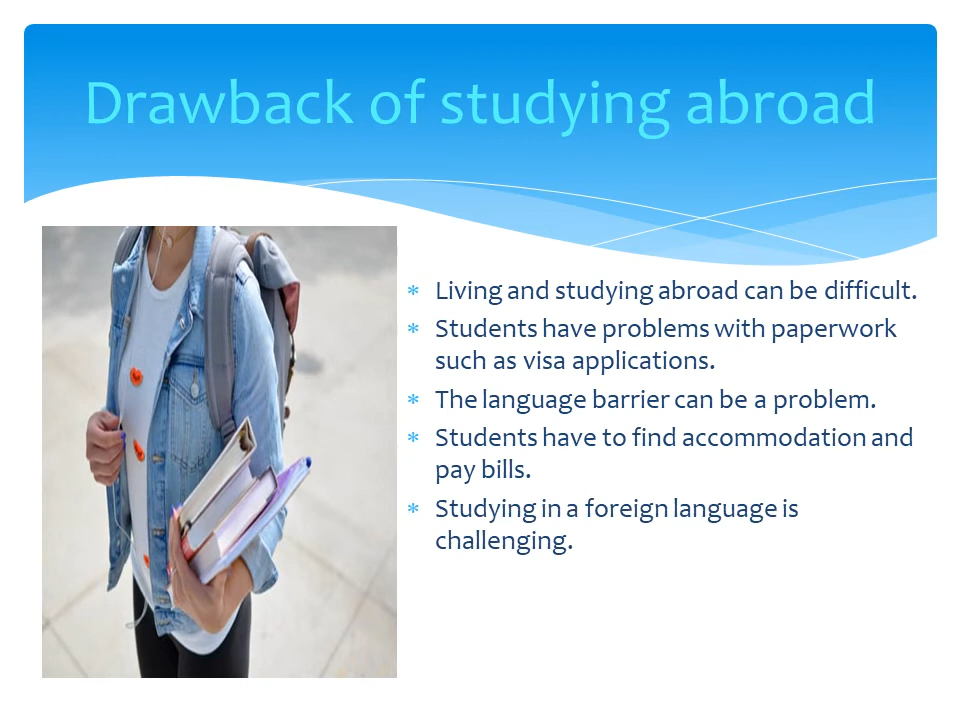 Drawback of studying abroad
* Living and studying abroad can be difficult.
* Students have problems with paperwork
such as visa applications.
* The language barrier can be a problem.
* Students have to find accommodation and
pay bills.
* Studying in a foreign language is
challenging.